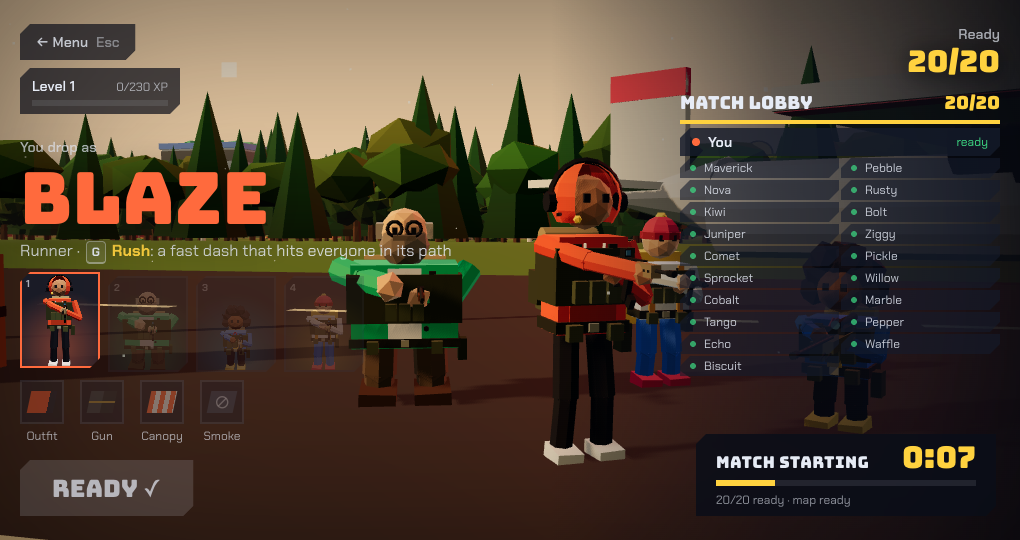 ← Menu Esc
Level 1 0/230 XP
You drop as
BLAZE
Runner · G Rush: a fast dash that hits everyone in its path
1 2 3 4
Outfit Gun Canopy Smoke
READY ✓
Ready
20/20
MATCH LOBBY 20/20
You ready
Maverick Pebble
Nova Rusty
Kiwi Bolt
Juniper Ziggy
Comet Pickle
Sprocket Willow
Cobalt Marble
Tango Pepper
Echo Waffle
Biscuit
MATCH STARTING 0:07
20/20 ready · map ready